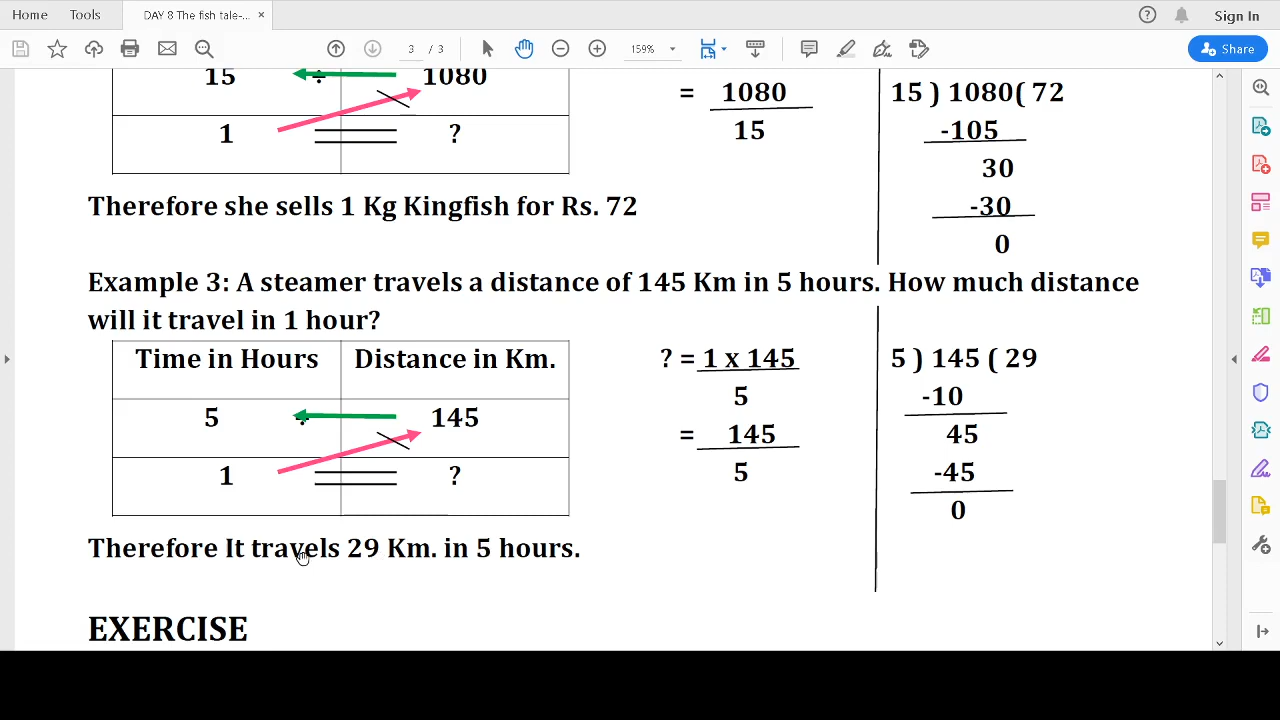 Home Tools DAY 8 The fish tale-... × Sign In
3 / 3 159% Share
15 ÷ 1080
1 ?
= 1080
15
15 ) 1080( 72
-105
30
-30
0
Therefore she sells 1 Kg Kingfish for Rs. 72
Example 3: A steamer travels a distance of 145 Km in 5 hours. How much distance
will it travel in 1 hour?
Time in Hours Distance in Km.
5 ÷ 145
1 ?
? = 1 x 145
5
= 145
5
5 ) 145 ( 29
-10
45
-45
0
Therefore It travels 29 Km. in 5 hours.
EXERCISE